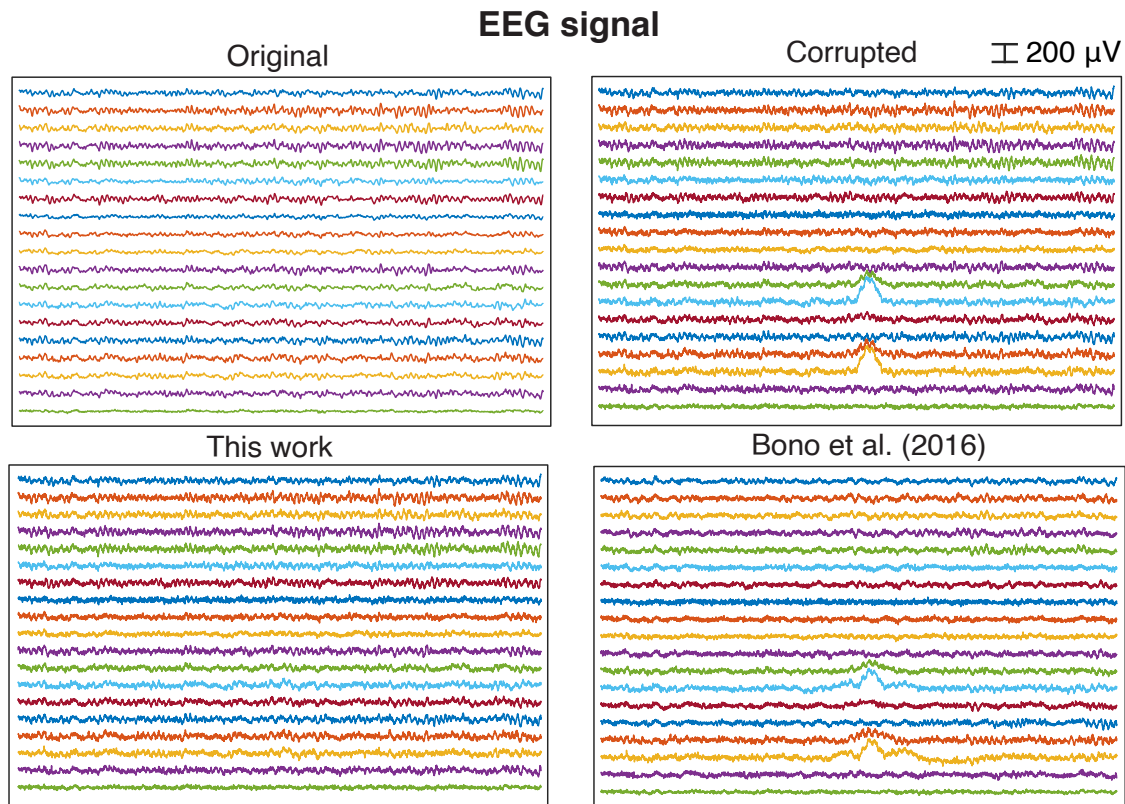 EEG signal
Original
Corrupted
200 µV
This work
Bono et al. (2016)